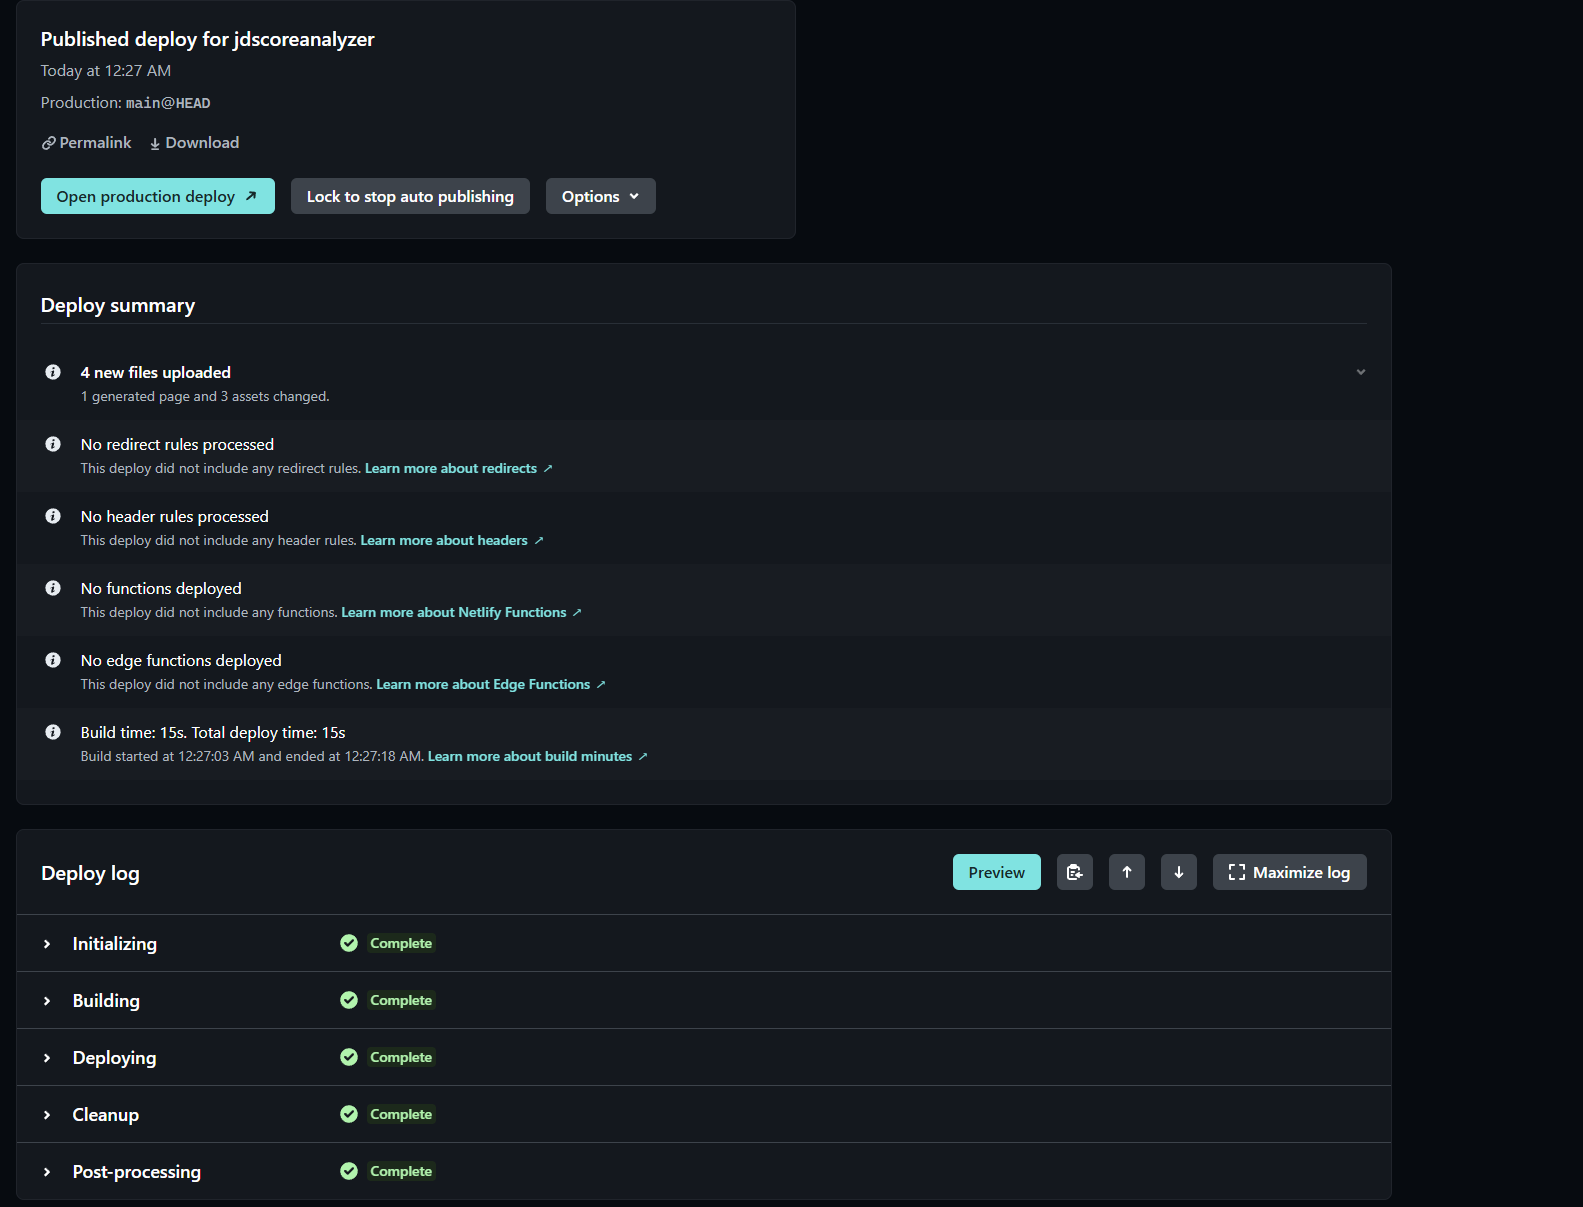 Published deploy for jdscoreanalyzer
Today at 12:27 AM
Production: main@HEAD
Permalink Download
Open production deploy Lock to stop auto publishing Options
Deploy summary
4 new files uploaded
1 generated page and 3 assets changed.
No redirect rules processed
This deploy did not include any redirect rules. Learn more about redirects ↗
No header rules processed
This deploy did not include any header rules. Learn more about headers ↗
No functions deployed
This deploy did not include any functions. Learn more about Netlify Functions ↗
No edge functions deployed
This deploy did not include any edge functions. Learn more about Edge Functions ↗
Build time: 15s. Total deploy time: 15s
Build started at 12:27:03 AM and ended at 12:27:18 AM. Learn more about build minutes ↗
Deploy log Preview Maximize log
Initializing Complete
Building Complete
Deploying Complete
Cleanup Complete
Post-processing Complete